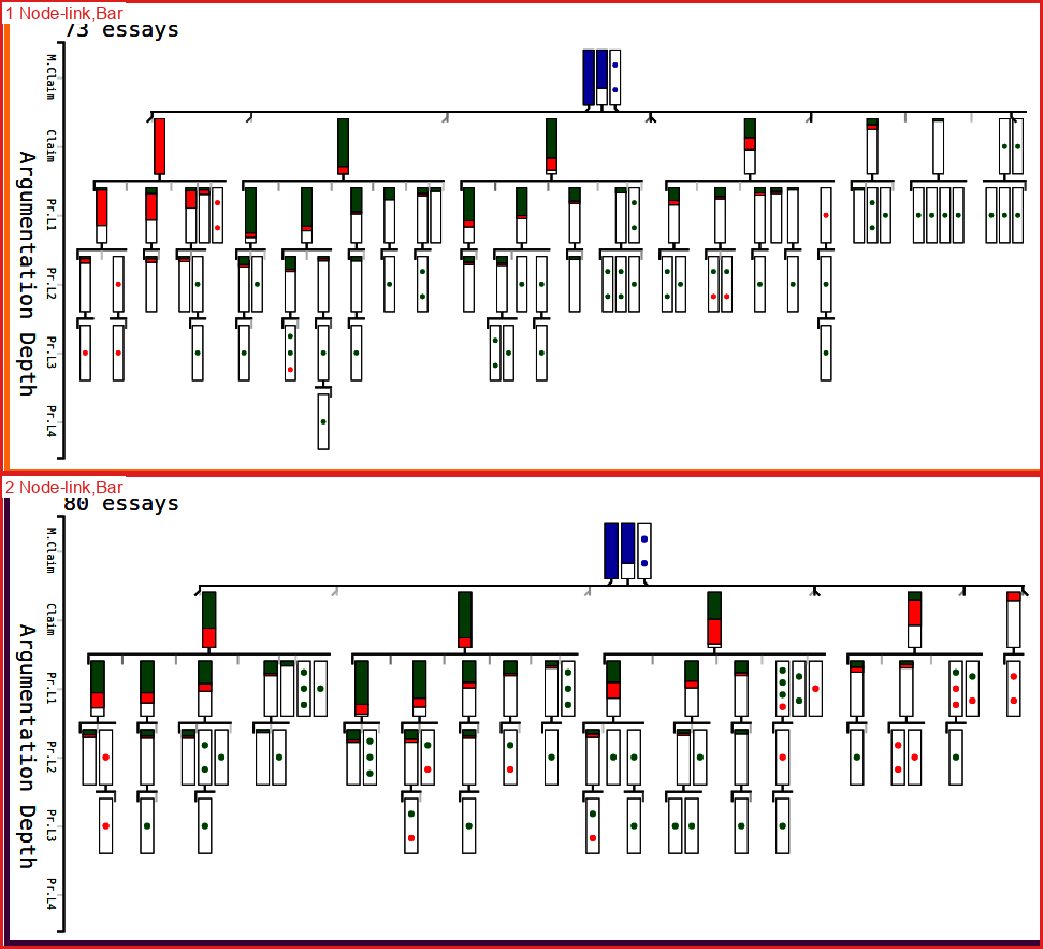 1 Node-link,Bar
73 essays
M.Claim
Claim
Pr.L1
Pr.L2
Pr.L3
Pr.L4
Argumentation Depth
2 Node-link,Bar
80 essays
M.Claim
Claim
Pr.L1
Pr.L2
Pr.L3
Pr.L4
Argumentation Depth